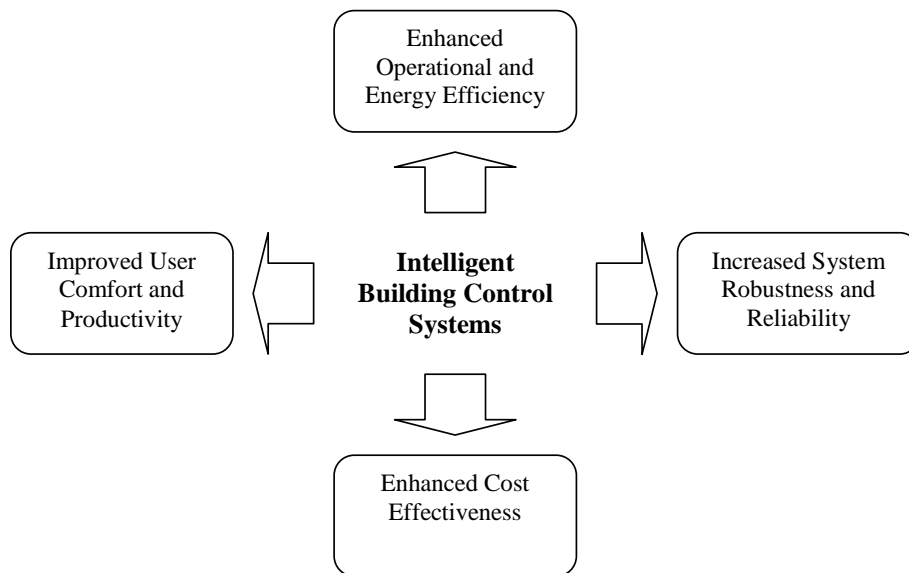 Enhanced
Operational and
Energy Efficiency
Improved User
Comfort and
Productivity
Intelligent
Building Control
Systems
Increased System
Robustness and
Reliability
Enhanced Cost
Effectiveness